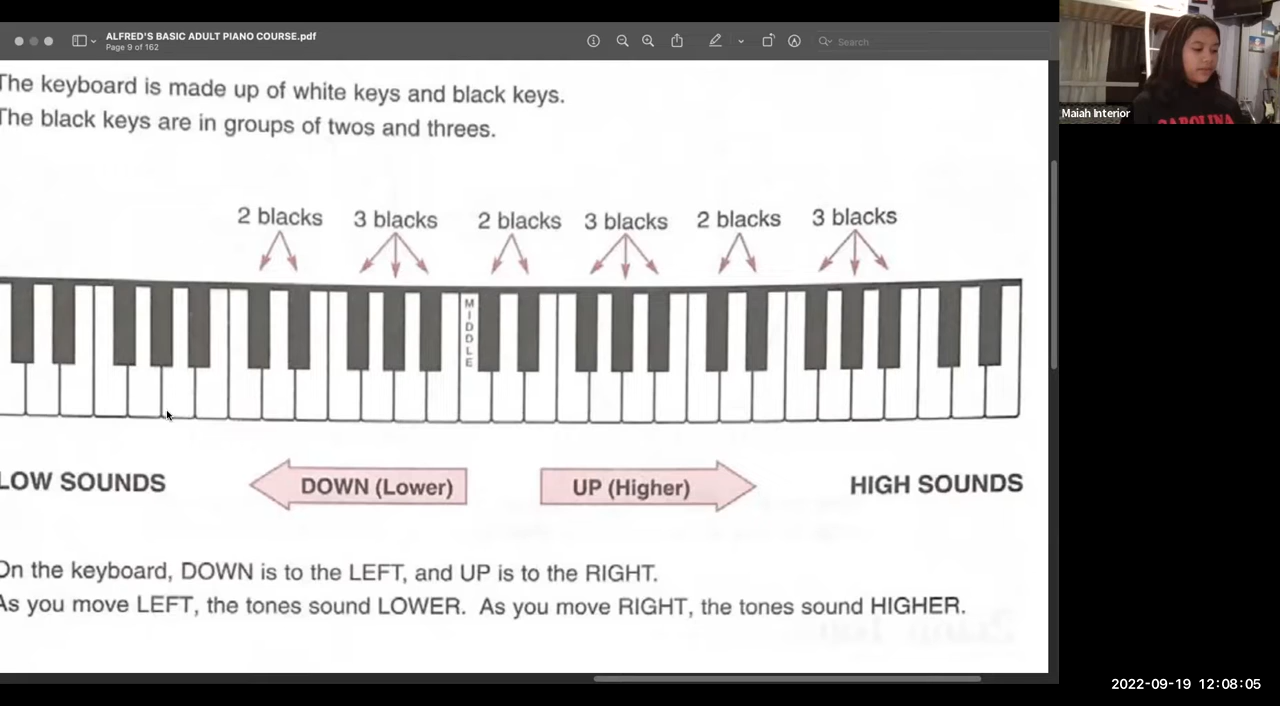 ALFRED'S BASIC ADULT PIANO COURSE.pdf
Page 9 of 162
Search
The keyboard is made up of white keys and black keys.
The black keys are in groups of twos and threes.
2 blacks 3 blacks 2 blacks 3 blacks 2 blacks 3 blacks
MIDDLE
LOW SOUNDS DOWN (Lower) UP (Higher) HIGH SOUNDS
On the keyboard, DOWN is to the LEFT, and UP is to the RIGHT.
As you move LEFT, the tones sound LOWER. As you move RIGHT, the tones sound HIGHER.
Maiah Interior
CAROLINA
2022-09-19 12:08:05